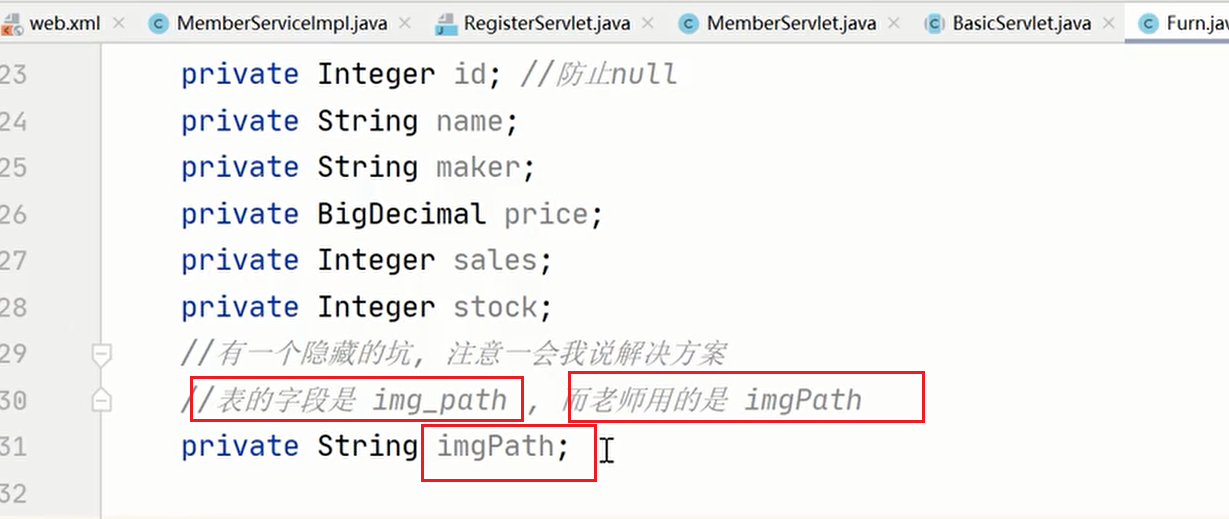 web.xml MemberServiceImpl.java RegisterServlet.java MemberServlet.java BasicServlet.java Furn.jav
23 private Integer id; //防止null
24 private String name;
25 private String maker;
26 private BigDecimal price;
27 private Integer sales;
28 private Integer stock;
29 //有一个隐藏的坑, 注意一会我说解决方案
30 //表的字段是 img_path , 而老师用的是 imgPath
31 private String imgPath;
32